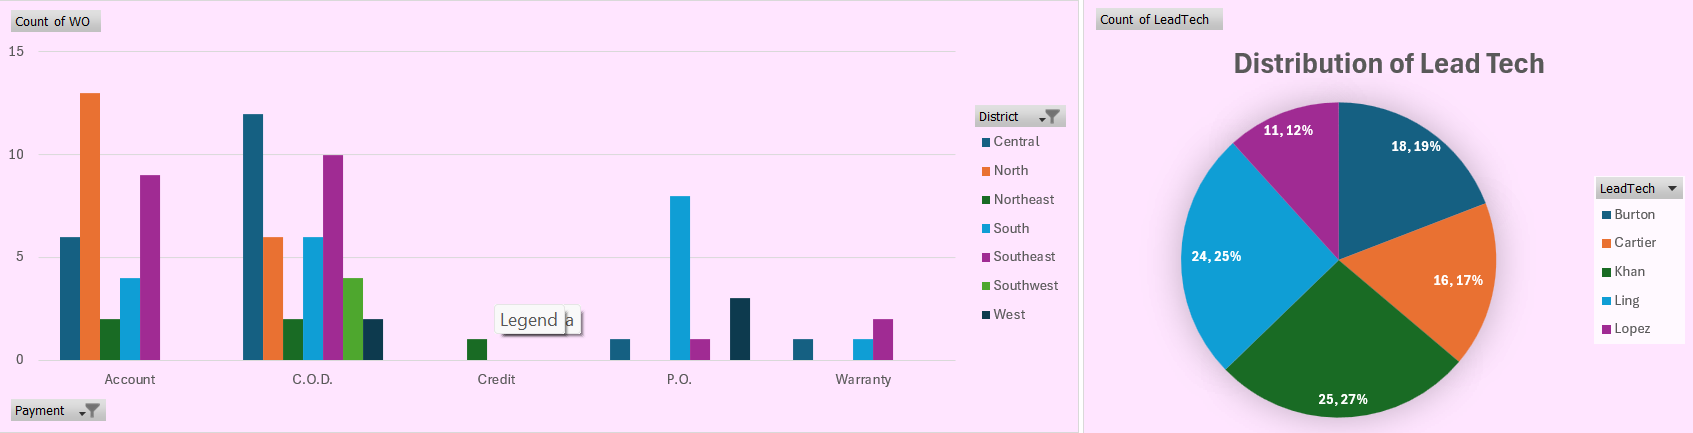 Count of WO
15
10
5
0
Account
C.O.D.
Credit
P.O.
Warranty
Payment
Legend
a
District
Central
North
Northeast
South
Southeast
Southwest
West
Count of LeadTech
Distribution of Lead Tech
11, 12%
18, 19%
24, 25%
16, 17%
25, 27%
LeadTech
Burton
Cartier
Khan
Ling
Lopez